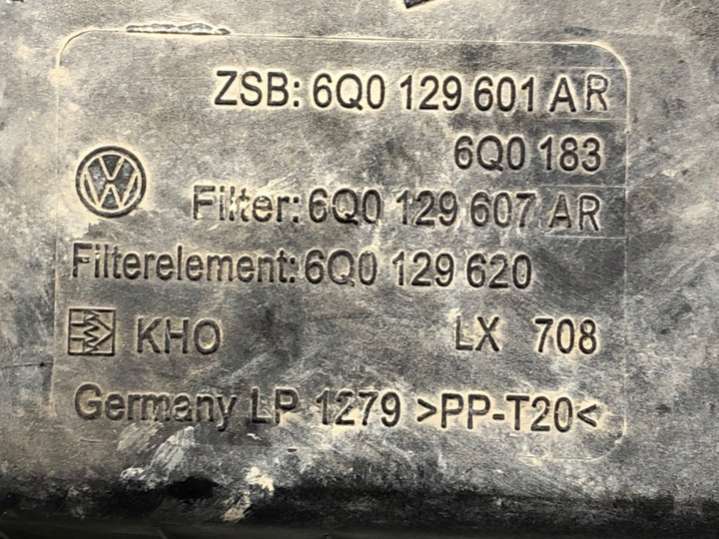 ZSB: 6Q0 129 601 AR
6Q0 183
Filter: 6Q0 129 607 AR
Filterelement: 6Q0 129 620
KHO LX 708
Germany LP 1279 >PP-T20<